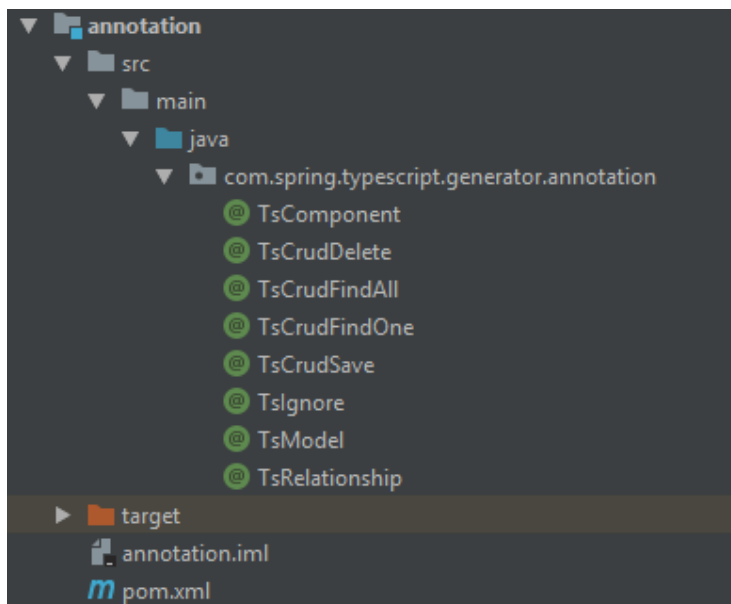 annotation
src
main
java
com.spring.typescript.generator.annotation
TsComponent
TsCrudDelete
TsCrudFindAll
TsCrudFindOne
TsCrudSave
TsIgnore
TsModel
TsRelationship
target
annotation.iml
pom.xml